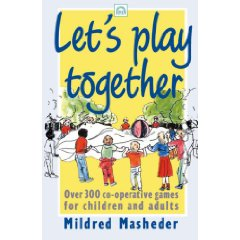 Let's play
together
Over 300 co-operative games
for children and adults
Mildred Masheder